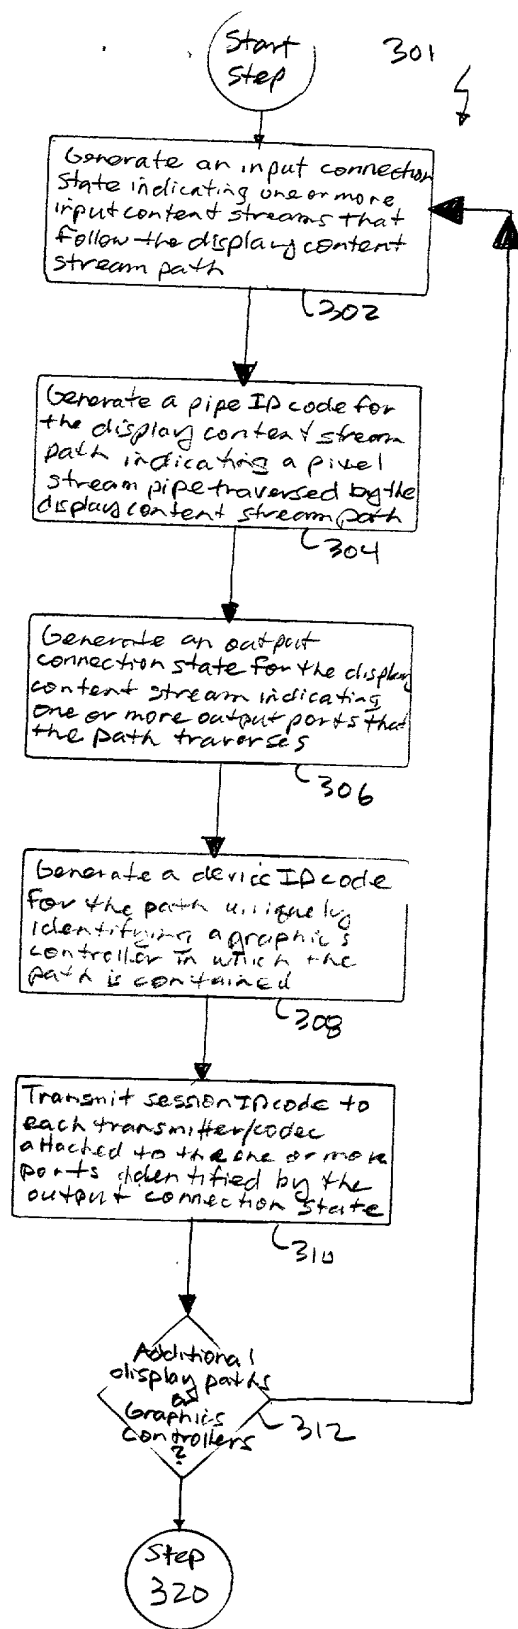 Start
Step
301
Generate an input connection
state indicating one or more
input content streams that
follow the display content
stream path
302
Generate a pipe ID code for
the display content stream
path indicating a pixel
stream pipe traversed by the
display content stream path
304
Generate an output
connection state for the display
content stream indicating
one or more output ports that
the path traverses
306
Generate a device ID code
for the path uniquely
identifying a graphics
controller in which the
path is contained
308
Transmit session ID code to
each transmitter/codec
attached to the one or more
ports identified by the
output connection state
310
Additional
display paths
or
Graphics
Controllers
?
312
Step
320